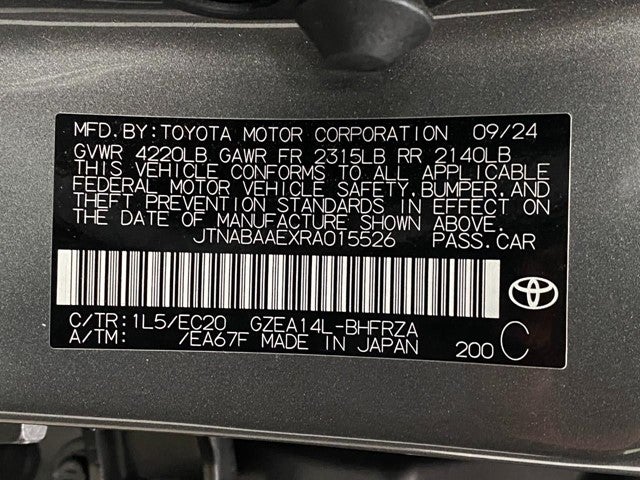 MFD. BY: TOYOTA MOTOR CORPORATION 09/24
GVWR 4220LB GAWR FR 2315LB RR 2140LB
THIS VEHICLE CONFORMS TO ALL APPLICABLE
FEDERAL MOTOR VEHICLE SAFETY, BUMPER, AND
THEFT PREVENTION STANDARDS IN EFFECT ON
THE DATE OF MANUFACTURE SHOWN ABOVE.
JTNABAAEXRA015526 PASS.CAR
C/TR: 1L5/EC20 GZEA14L-BHFRZA
A/TM: /EA67F MADE IN JAPAN 200 C